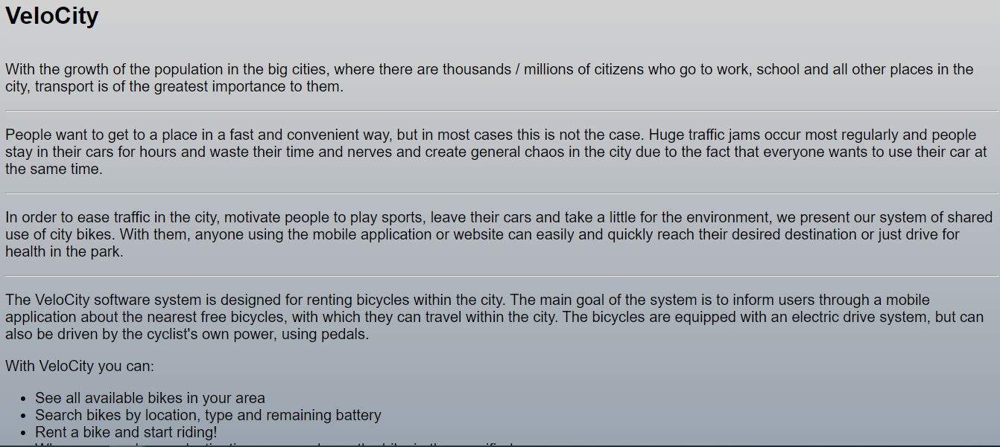 VeloCity
With the growth of the population in the big cities, where there are thousands / millions of citizens who go to work, school and all other places in the
city, transport is of the greatest importance to them.
People want to get to a place in a fast and convenient way, but in most cases this is not the case. Huge traffic jams occur most regularly and people
stay in their cars for hours and waste their time and nerves and create general chaos in the city due to the fact that everyone wants to use their car at
the same time.
In order to ease traffic in the city, motivate people to play sports, leave their cars and take a little for the environment, we present our system of shared
use of city bikes. With them, anyone using the mobile application or website can easily and quickly reach their desired destination or just drive for
health in the park.
The VeloCity software system is designed for renting bicycles within the city. The main goal of the system is to inform users through a mobile
application about the nearest free bicycles, with which they can travel within the city. The bicycles are equipped with an electric drive system, but can
also be driven by the cyclist's own power, using pedals.
With VeloCity you can:
• See all available bikes in your area
• Search bikes by location, type and remaining battery
• Rent a bike and start riding!